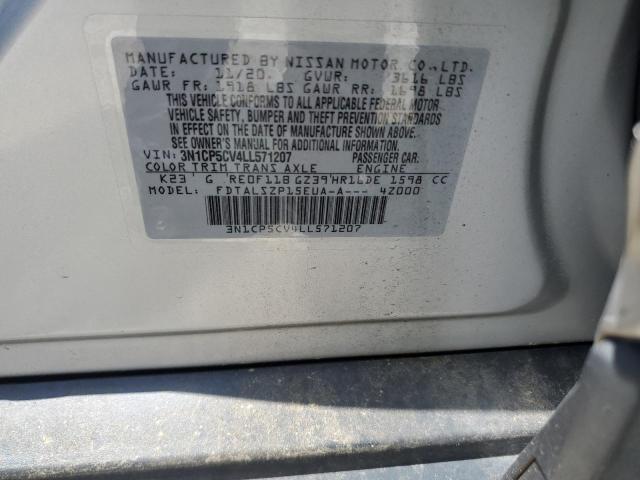 MANUFACTURED BY NISSAN MOTOR CO.,LTD.
DATE: 11/20. GVWR: 3616 LBS
GAWR FR: 1918 LBS GAWR RR: 1698 LBS
THIS VEHICLE CONFORMS TO ALL APPLICABLE FEDERAL MOTOR
VEHICLE SAFETY, BUMPER AND THEFT PREVENTION STANDARDS
IN EFFECT ON THE DATE OF MANUFACTURE SHOWN ABOVE.
SEE OWNER'S MANUAL FOR ADDITIONAL INFORMATION
VIN: 3N1CP5CV4LL571207 PASSENGER CAR.
COLOR TRIM TRANS AXLE ENGINE
K23 G RE0F11B GZ39 HR16DE 1598 CC
MODEL: FDTALSZP15EUA-A--- 4Z000
3N1CP5CV4LL571207